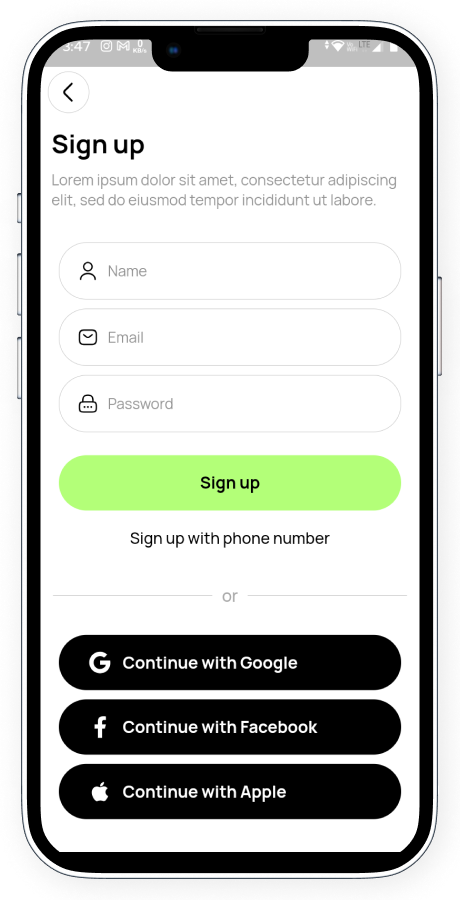 3:47 0 KB/s LTE
Sign up
Lorem ipsum dolor sit amet, consectetur adipiscing
elit, sed do eiusmod tempor incididunt ut labore.
Name
Email
Password
Sign up
Sign up with phone number
or
Continue with Google
Continue with Facebook
Continue with Apple